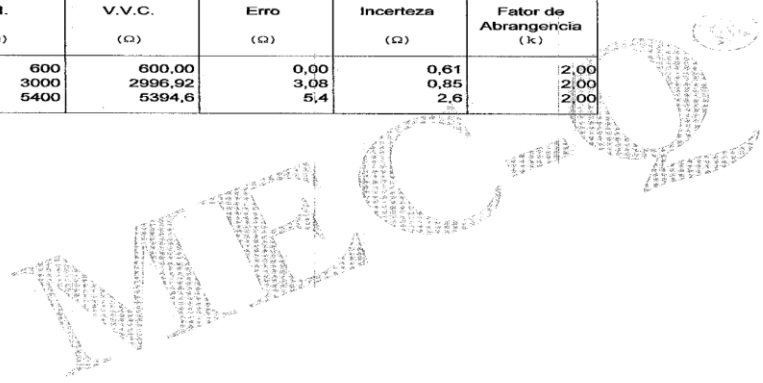 V.V.C. Erro Incerteza Fator de Abrangencia
(Ω) (Ω) (Ω) (k)
600 600,00 0,00 0,61 2,00
3000 2996,92 3,08 0,85 2,00
5400 5394,6 5,4 2,6 2,00
MEC-Q